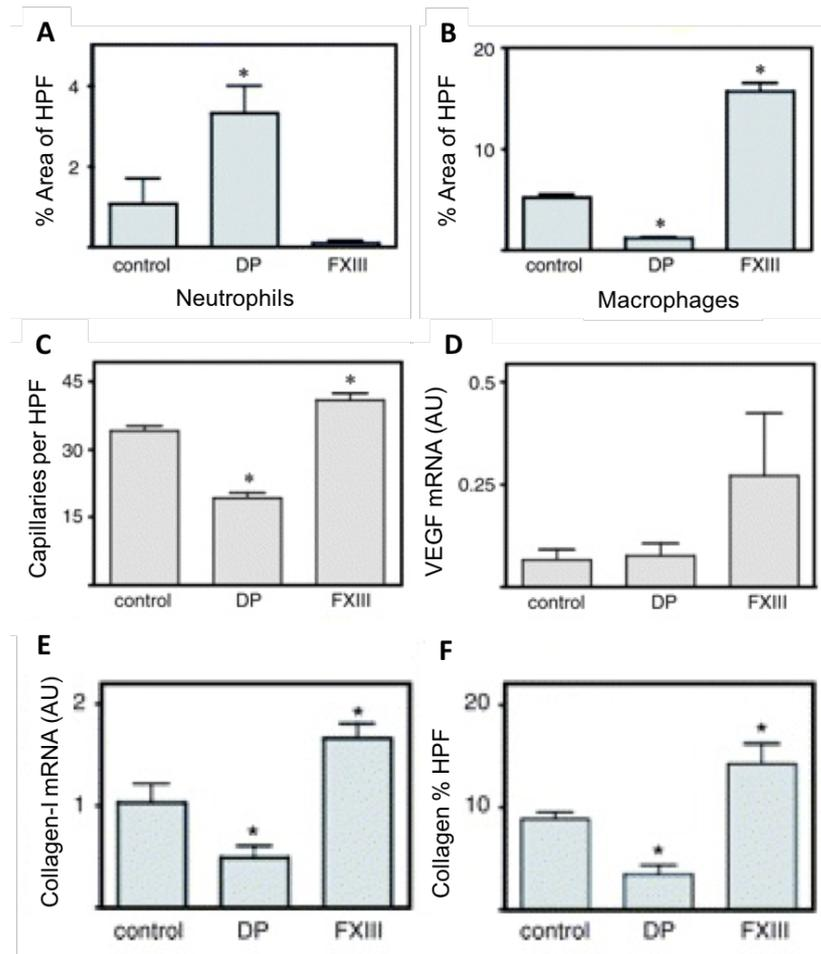 A
% Area of HPF
4
2
*
control DP FXIII
Neutrophils
B
% Area of HPF
20
10
*
*
control DP FXIII
Macrophages
C
Capillaries per HPF
45
30
15
*
*
control DP FXIII
D
VEGF mRNA (AU)
0.5
0.25
control DP FXIII
E
Collagen-I mRNA (AU)
2
1
*
*
control DP FXIII
F
Collagen % HPF
20
10
*
*
control DP FXIII